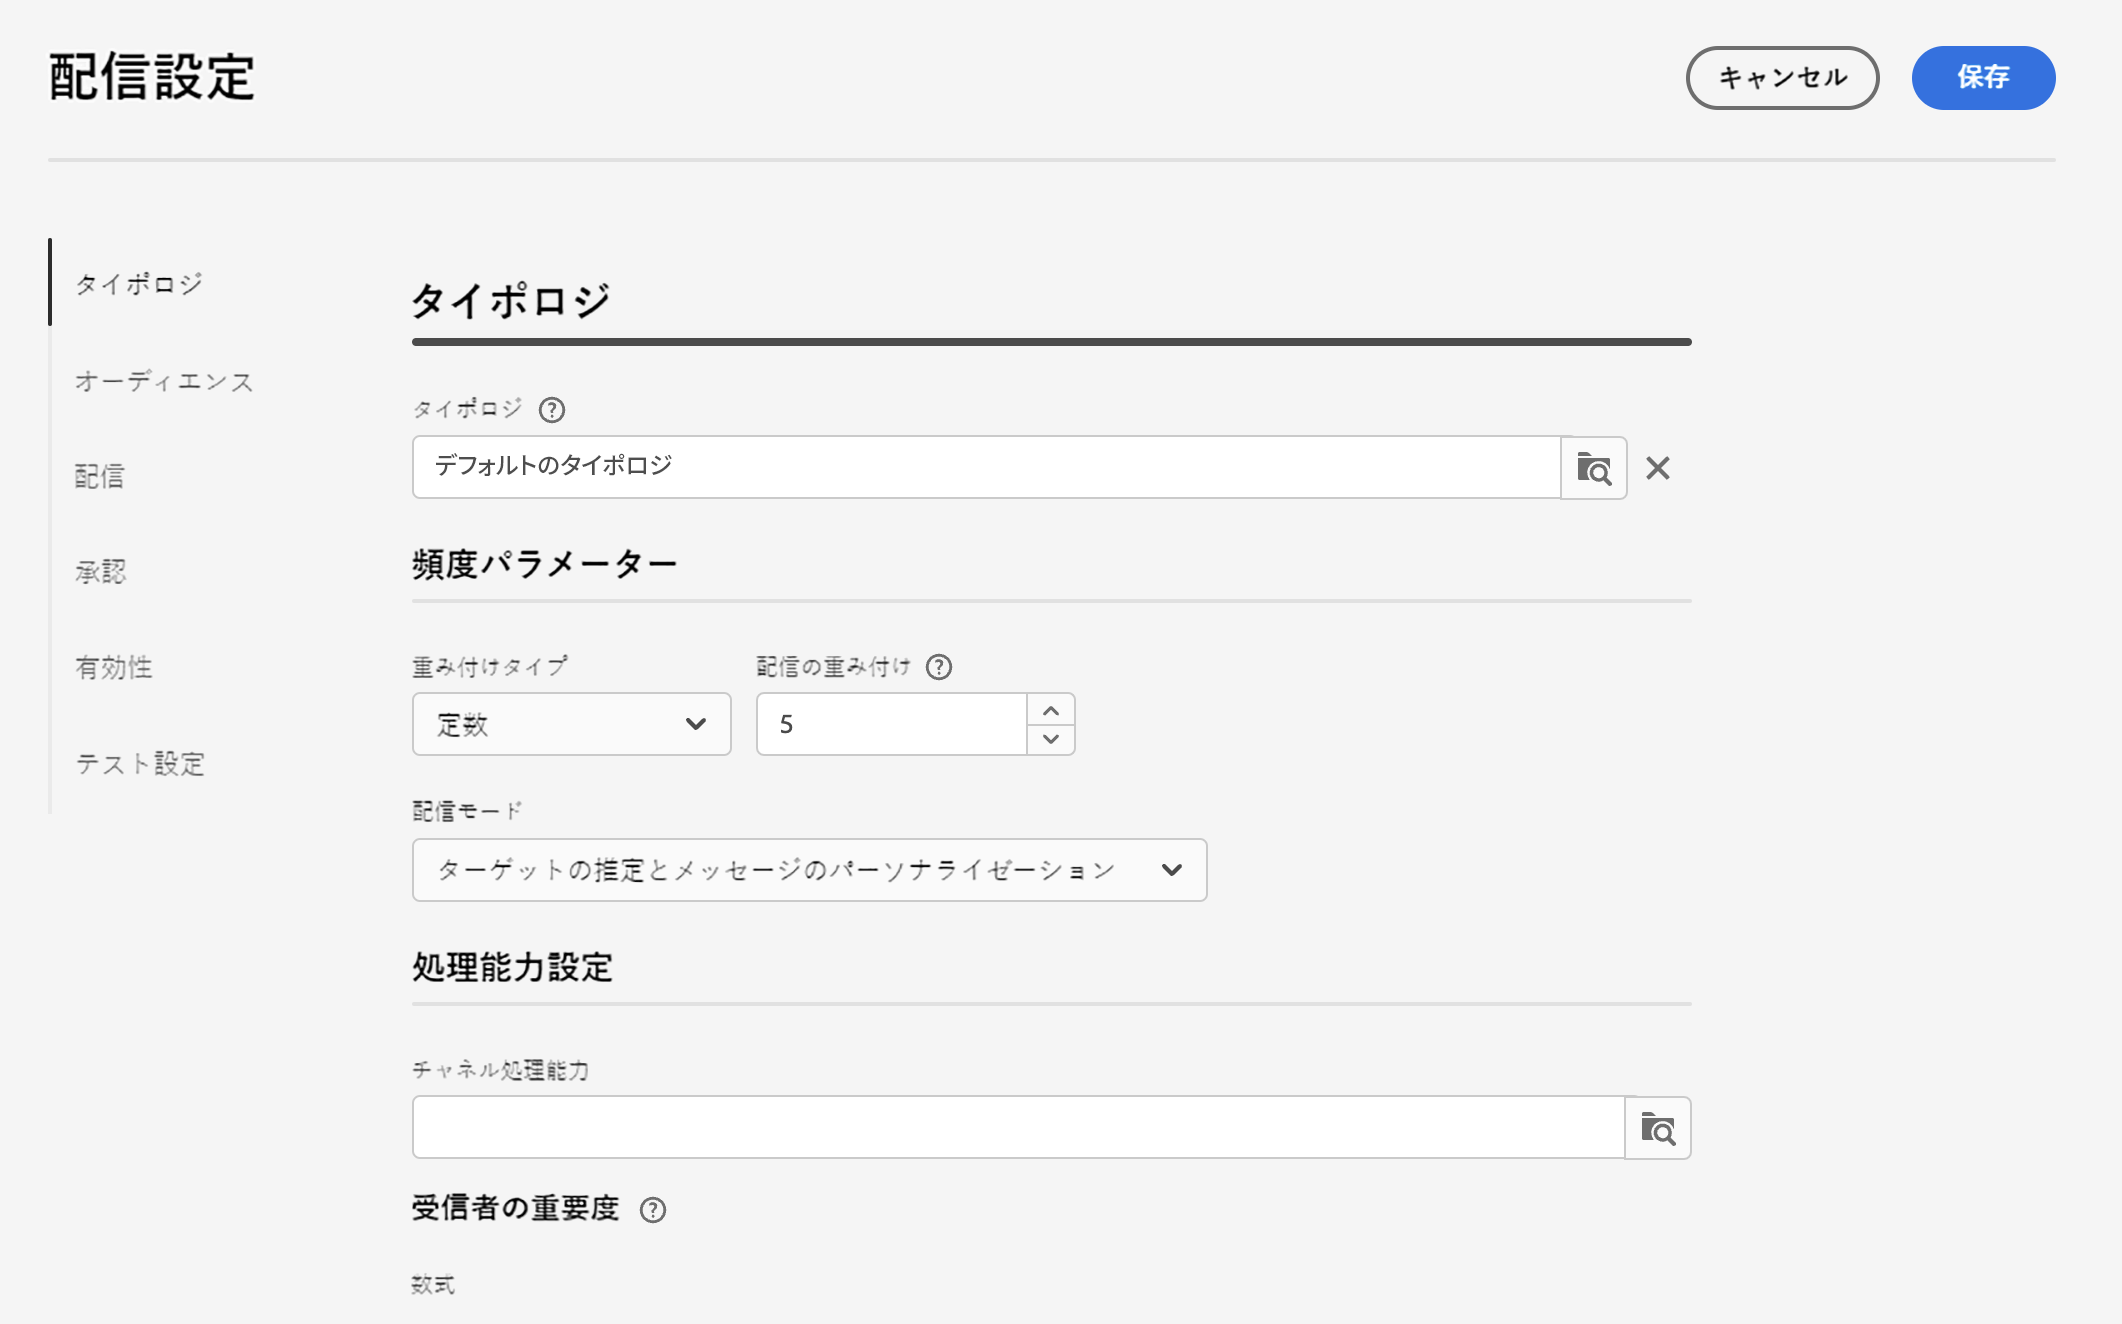 配信設定
キャンセル
保存
タイポロジ
オーディエンス
配信
承認
有効性
テスト設定
タイポロジ
タイポロジ
デフォルトのタイポロジ
頻度パラメーター
重み付けタイプ
配信の重み付け
定数
5
配信モード
ターゲットの推定とメッセージのパーソナライゼーション
処理能力設定
チャネル処理能力
受信者の重要度
数式